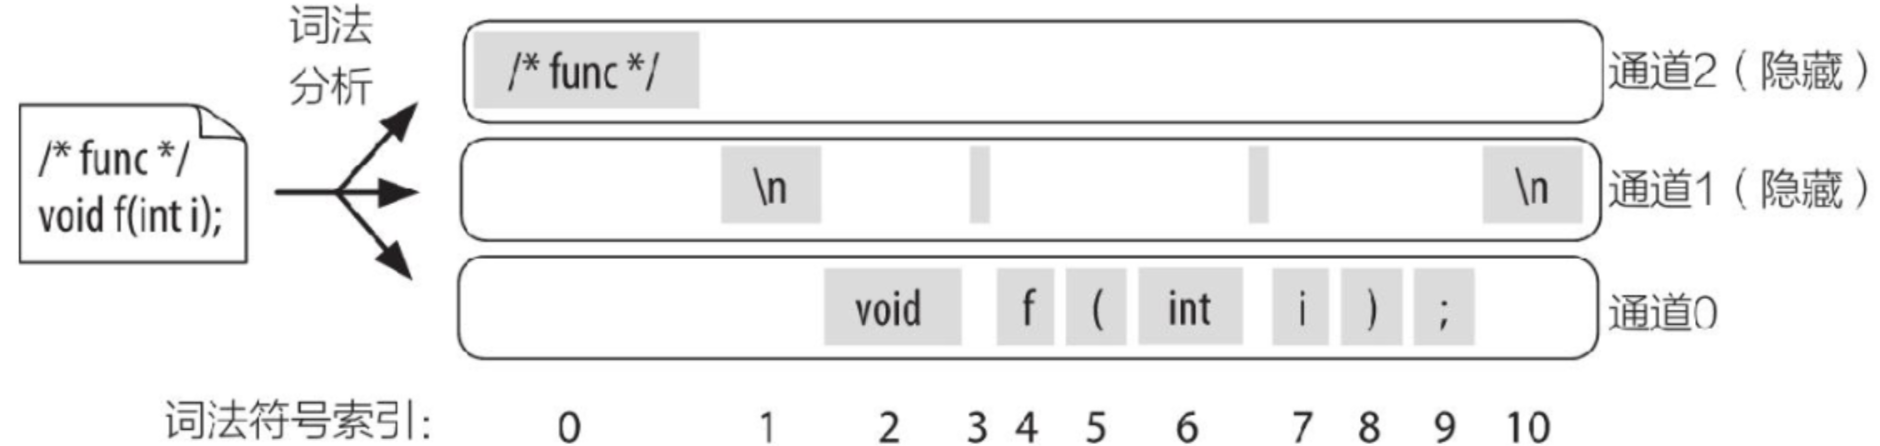 词法
分析
/* func */
void f(int i);
/* func */
通道2（隐藏）
\n
\n
通道1（隐藏）
void f ( int i ) ;
通道0
词法符号索引: 0 1 2 3 4 5 6 7 8 9 10